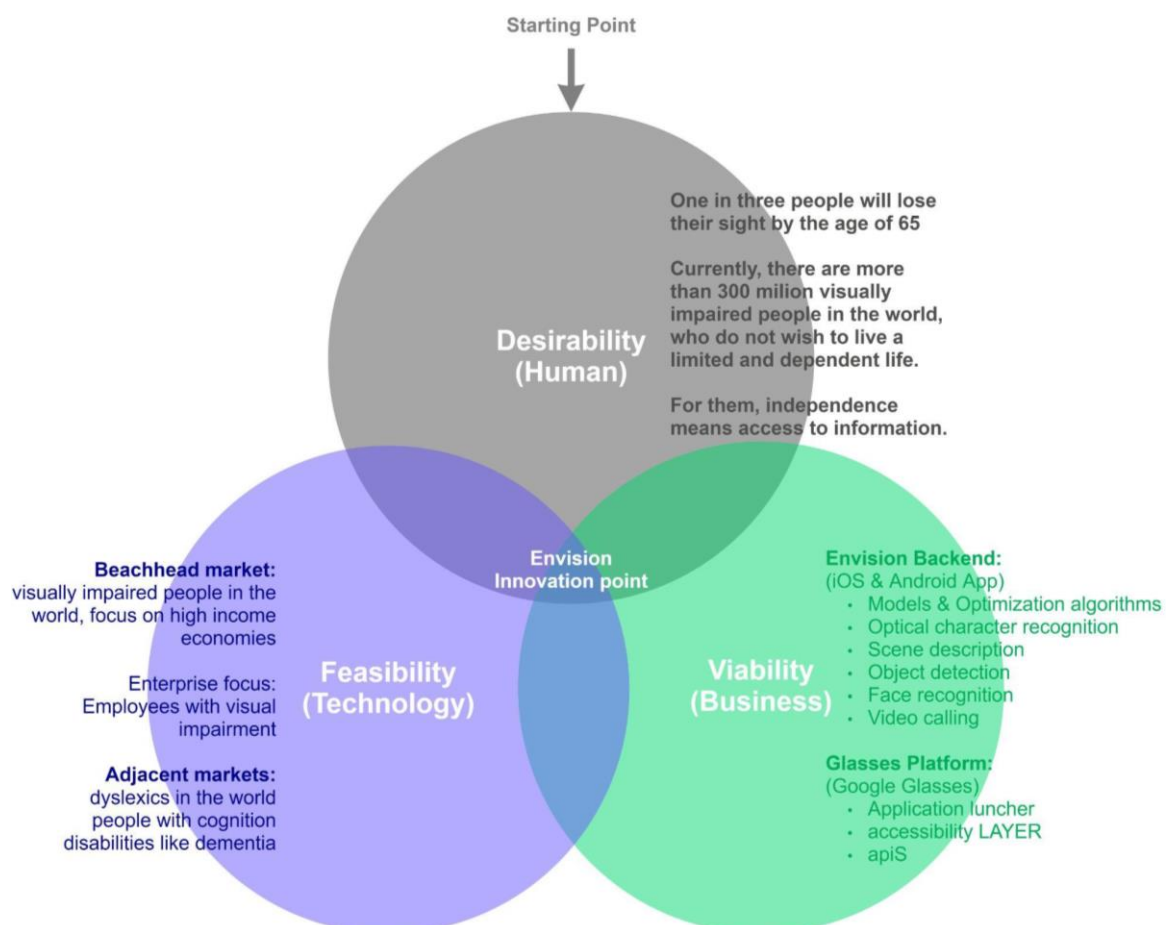 Starting Point
One in three people will lose
their sight by the age of 65
Currently, there are more
than 300 milion visually
impaired people in the world,
who do not wish to live a
limited and dependent life.
For them, independence
means access to information.
Desirability
(Human)
Envision
Innovation point
Beachhead market:
visually impaired people in the
world, focus on high income
economies
Enterprise focus:
Employees with visual
impairment
Adjacent markets:
dyslexics in the world
people with cognition
disabilities like dementia
Feasibility
(Technology)
Viability
(Business)
Envision Backend:
(iOS & Android App)
• Models & Optimization algorithms
• Optical character recognition
• Scene description
• Object detection
• Face recognition
• Video calling
Glasses Platform:
(Google Glasses)
• Application luncher
• accessibility LAYER
• apiS